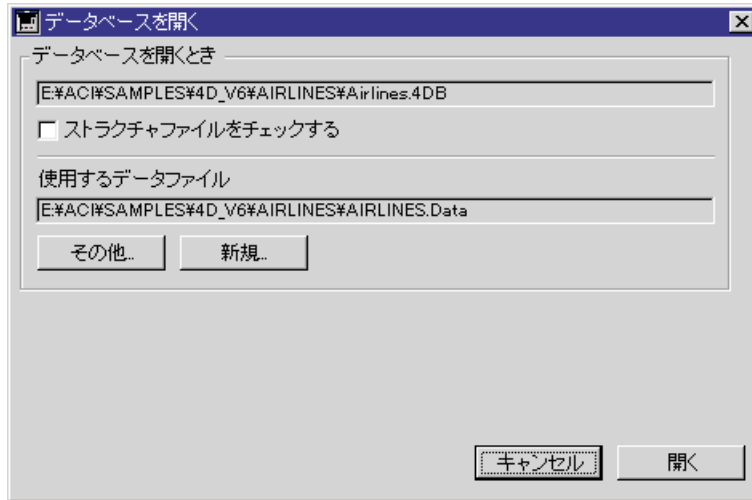 データベースを開く
データベースを開くとき
E:¥ACI¥SAMPLES¥4D_V6¥AIRLINES¥Airlines.4DB
ストラクチャファイルをチェックする
使用するデータファイル
E:¥ACI¥SAMPLES¥4D_V6¥AIRLINES¥AIRLINES.Data
その他... 新規...
キャンセル 開く